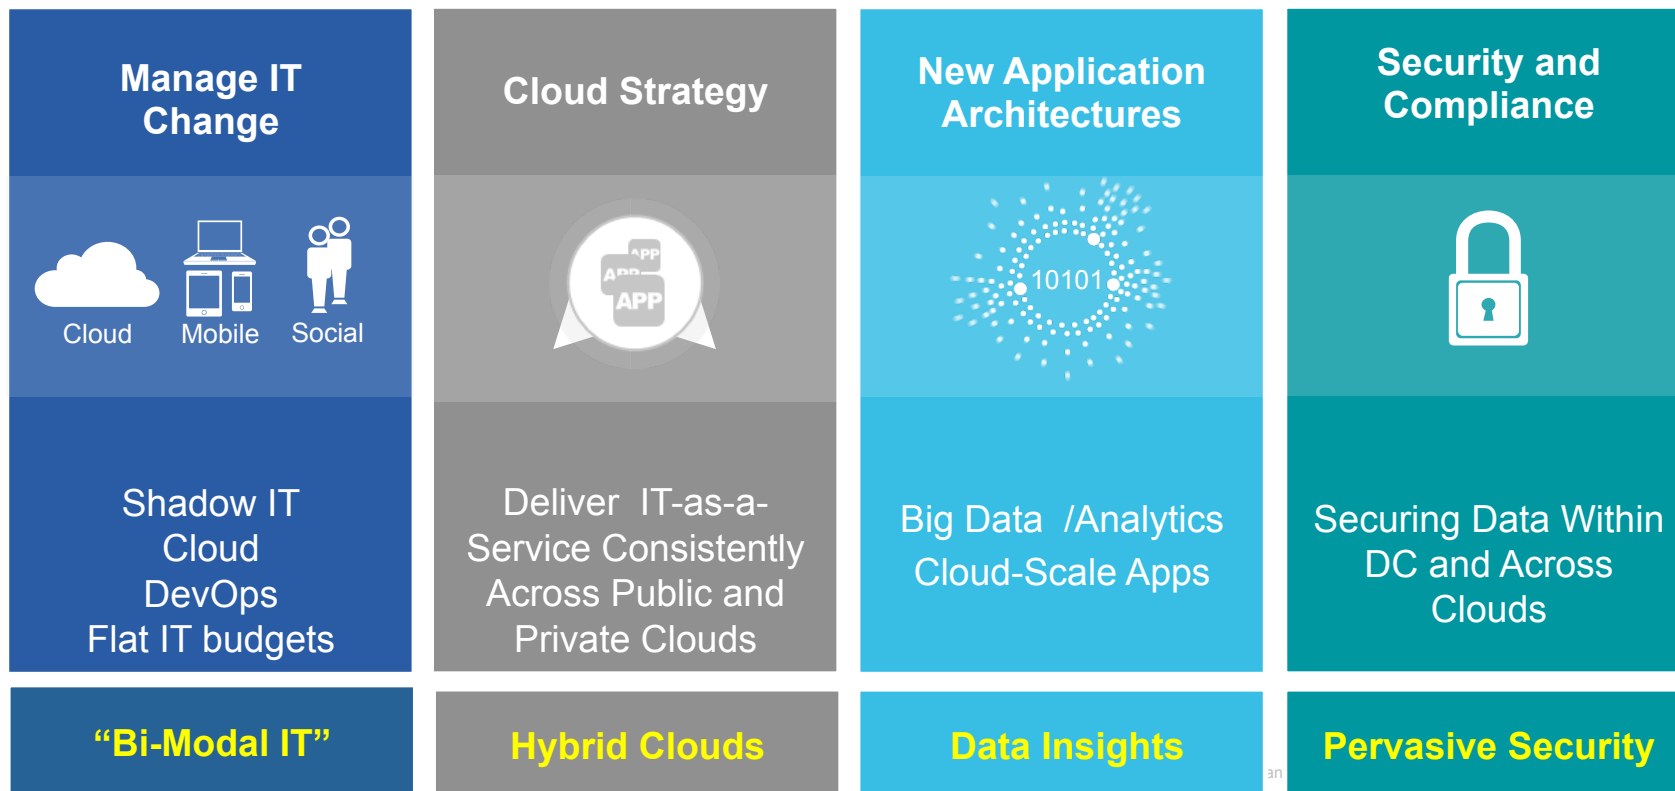 Manage IT
Change
Cloud
Mobile
Social
Shadow IT
Cloud
DevOps
Flat IT budgets
“Bi-Modal IT”
Cloud Strategy
APP
APP
APP
Deliver  IT-as-a-
Service Consistently
Across Public and
Private Clouds
Hybrid Clouds
New Application
Architectures
10101
Big Data  /Analytics
Cloud-Scale Apps
Data Insights
Security and
Compliance
Securing Data Within
DC and Across
Clouds
Pervasive Security